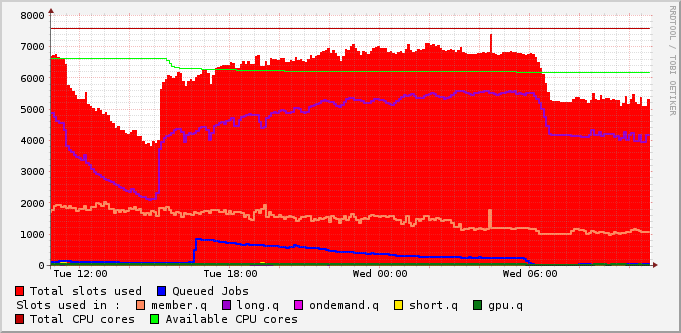 8000
7000
6000
5000
4000
3000
2000
1000
0
Tue 12:00 Tue 18:00 Wed 00:00 Wed 06:00
Total slots used Queued Jobs
Slots used in : member.q long.q ondemand.q short.q gpu.q
Total CPU cores Available CPU cores
RRDTOOL / TOBI OETIKER